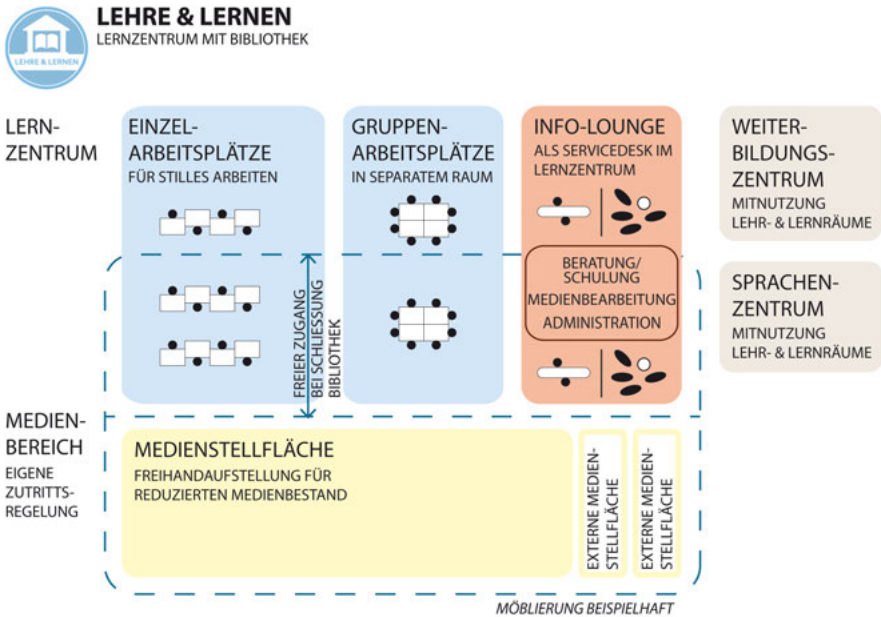 LEHRE & LERNEN
LERNZENTRUM MIT BIBLIOTHEK
LEHRE & LERNEN
LERN-
ZENTRUM
EINZEL-
ARBEITSPLÄTZE
FÜR STILLES ARBEITEN
GRUPPEN-
ARBEITSPLÄTZE
IN SEPARATEM RAUM
INFO-LOUNGE
ALS SERVICEDESK IM
LERNZENTRUM
BERATUNG/
SCHULUNG
MEDIENBEARBEITUNG
ADMINISTRATION
WEITER-
BILDUNGS-
ZENTRUM
MITNUTZUNG
LEHR- & LERNRÄUME
SPRACHEN-
ZENTRUM
MITNUTZUNG
LEHR- & LERNRÄUME
FREIER ZUGANG
BEI SCHLIESSUNG
BIBLIOTHEK
MEDIEN-
BEREICH
EIGENE
ZUTRITTS-
REGELUNG
MEDIENSTELLFLÄCHE
FREIHANDAUFSTELLUNG FÜR
REDUZIERTEN MEDIENBESTAND
EXTERNE MEDIEN-
STELLFLÄCHE
EXTERNE MEDIEN-
STELLFLÄCHE
MÖBLIERUNG BEISPIELHAFT